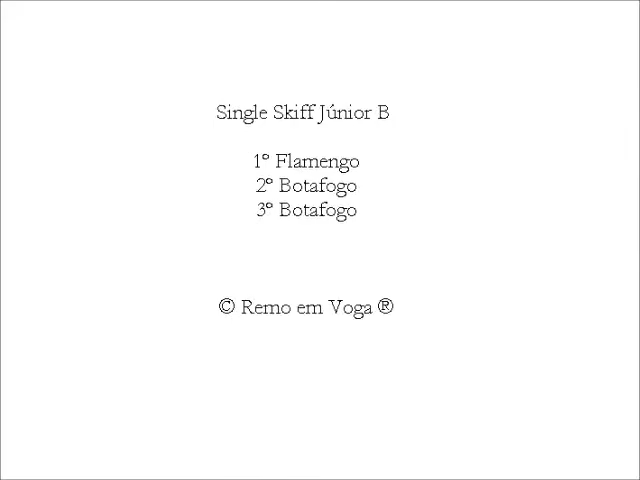 Single Skiff Júnior B
1º Flamengo
2º Botafogo
3º Botafogo
© Remo em Voga ®